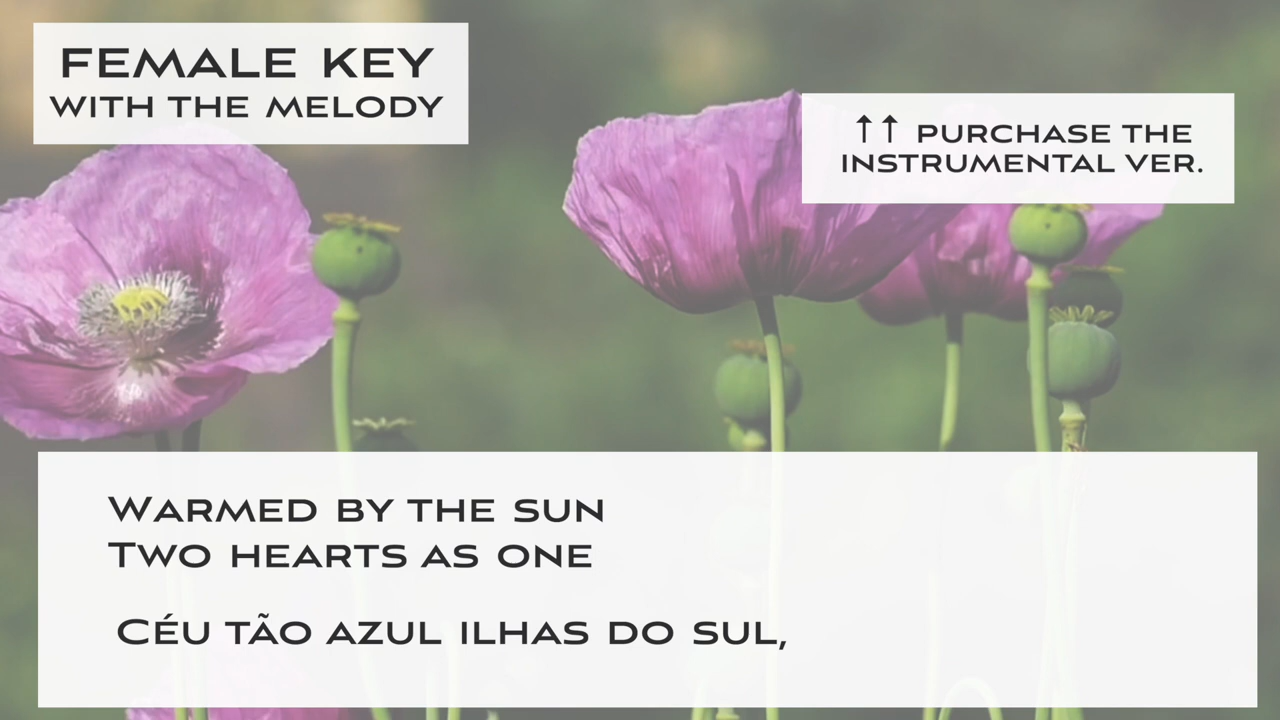 FEMALE KEY
WITH THE MELODY
↑↑ PURCHASE THE
INSTRUMENTAL VER.
WARMED BY THE SUN
TWO HEARTS AS ONE
CÉU TÃO AZUL ILHAS DO SUL,